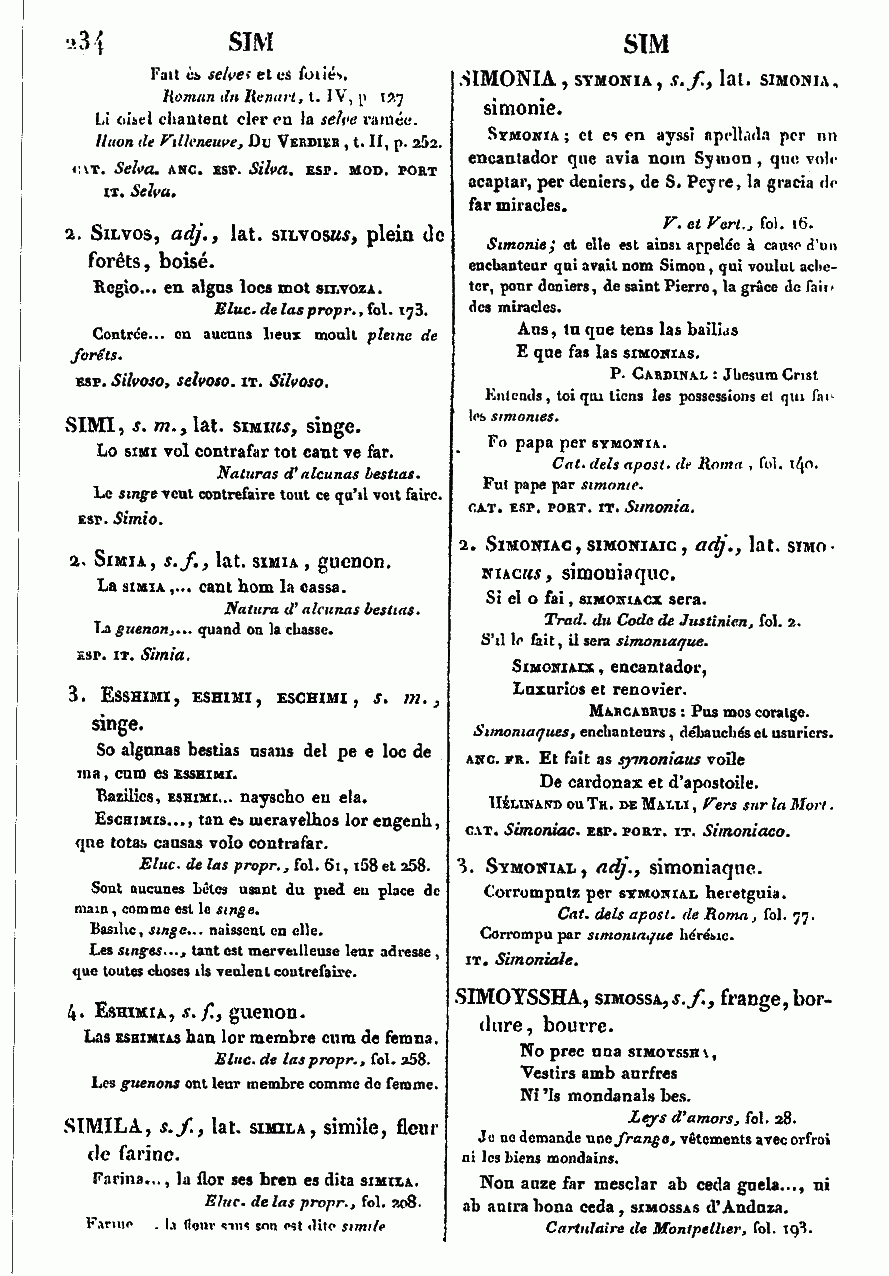 234 SIM
Fait ès selves et es foiiés.
Roman du Renart, t. IV, p 127
Li oisel chantent cler en la selve ramée.
Huon de Villeneuve, DU VERDIER, t. II, p. 252.
CAT. Selva. ANC. ESP. Silva. ESP. MOD. PORT
IT. Selva.
2. SILVOS, adj., lat. SILVOSus, plein de
forêts, boisé.
Regio... en algus locs mot SILVOZA.
Eluc. de las propr., fol. 173.
Contrée... en aucuns lieux moult pleine de
forêts.
ESP. Silvoso, selvoso. IT. Silvoso.
SIMI, s. m., lat. SIMIus, singe.
Lo SIMI vol contrafar tot cant ve far.
Naturas d'alcunas bestias.
Le singe veut contrefaire tout ce qu'il voit faire.
ESP. Simio.
2. SIMIA, s. f., lat. SIMIA, guenon.
La SIMIA,... cant hom la cassa.
Natura d'alcunas bestias.
La guenon,... quand on la chasse.
ESP. IT. Simia.
3. ESSHIMI, ESHIMI, ESCHIMI, s. m.,
singe.
So algunas bestias usans del pe e loc de
ma, cum es ESSHIMI.
Bazilics, ESHIMI... nayscho en ela.
ESCHIMIS..., tan es meravelhos lor engenh,
que totas causas volo contrafar.
Eluc. de las propr., fol. 61, 158 et 258.
Sont aucunes bêtes usant du pied en place de
main, comme est le singe.
Basilic, singe... naissent en elle.
Les singes..., tant est merveilleuse leur adresse,
que toutes choses ils veulent contrefaire.
4. ESHIMIA, s. f., guenon.
Las ESHIMIAS han lor membre cum de femna.
Eluc. de las propr., fol. 258.
Les guenons ont leur membre comme de femme.
SIMILA, s. f., lat. SIMILA, simile, fleur
de farine.
Farina..., la flor ses bren es dita SIMILA.
Eluc. de las propr., fol. 208.
Farine . la fleur sans son est dite simile
SIM
SIMONIA, SYMONIA, s. f., lat. SIMONIA,
simonie.
SYMONIA; et es en ayssi apellada per un
encantador que avia nom Symon, que vole
acaptar, per deniers, de S. Peyre, la gracia de
far miracles.
V. et Vert., fol. 16.
Simonie; et elle est ainsi appelée à cause d'un
enchanteur qui avait nom Simon, qui voulut ache-
ter, pour deniers, de saint Pierre, la grâce de faire
des miracles.
Aus, tu que tens las bailias
E que fas las SIMONIAS.
P. CARDINAL : Jhesum Crist
Entends, toi qui tiens les possessions et qui fais
les simonies.
Fo papa per SYMONIA.
Cat. dels apost. de Roma, fol. 140.
Fut pape par simonie.
CAT. ESP. PORT. IT. Simonia.
2. SIMONIAC, SIMONIAIC, adj., lat. SIMO-
NIACus, simoniaque.
Si el o fai, SIMONIACX sera.
Trad. du Code de Justinien, fol. 2.
S'il le fait, il sera simoniaque.
SIMONIAIX, encantador,
Luxurios et renovier.
MARCABRUS : Pus mos coratge.
Simoniaques, enchanteurs, débauchés et usuriers.
ANC. FR. Et fait as symoniaus voile
De cardonax et d'apostoile.
HÉLINAND ou TH. DE MALLI, Vers sur la Mort.
CAT. Simoniac. ESP. PORT. IT. Simoniaco.
3. SYMONIAL, adj., simoniaque.
Corrumputz per SYMONIAL heretguia.
Cat. dels apost. de Roma, fol. 77.
Corrompu par simoniaque hérésie.
IT. Simoniale.
SIMOYSSHA, SIMOSSA, s. f., frange, bor-
dure, bourre.
No prec una SIMOYSSHA,
Vestirs amb aurfres
Ni 'ls mondanals bes.
Leys d'amors, fol. 28.
Je ne demande une frange, vêtements avec orfroi
ni les biens mondains.
Non auze far mesclar ab ceda guela..., ni
ab autra bona ceda, SIMOSSAS d'Anduza.
Cartulaire de Montpellier, fol. 193.